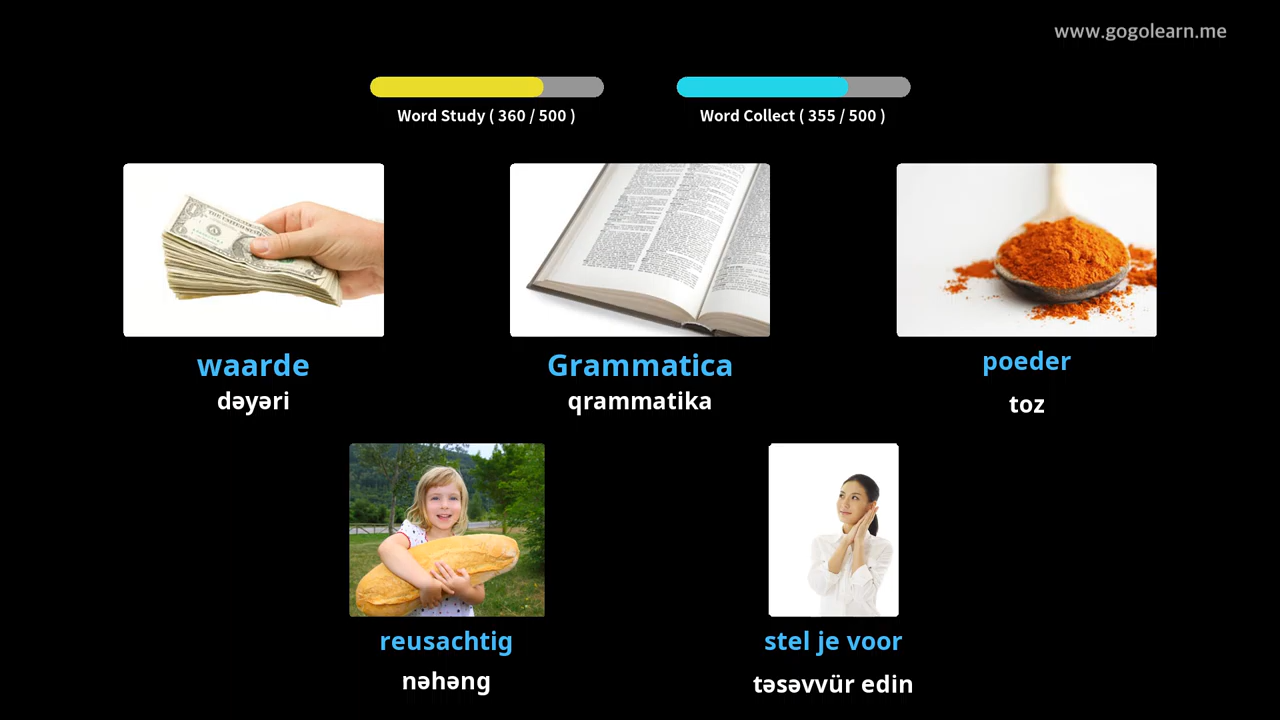 www.gogolearn.me
Word Study ( 360 / 500 )
Word Collect ( 355 / 500 )
waarde
dəyəri
Grammatica
qrammatika
poeder
toz
reusachtig
nəhəng
stel je voor
təsəvvür edin